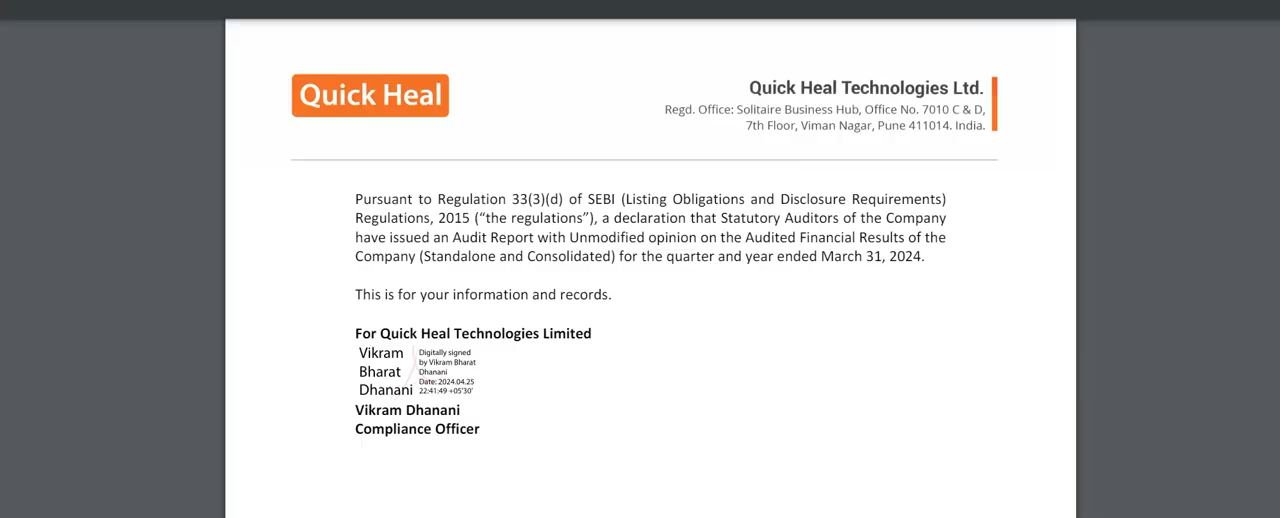 Quick Heal
Quick Heal Technologies Ltd.
Regd. Office: Solitaire Business Hub, Office No. 7010 C & D,
7th Floor, Viman Nagar, Pune 411014. India.
Pursuant to Regulation 33(3)(d) of SEBI (Listing Obligations and Disclosure Requirements)
Regulations, 2015 (“the regulations”), a declaration that Statutory Auditors of the Company
have issued an Audit Report with Unmodified opinion on the Audited Financial Results of the
Company (Standalone and Consolidated) for the quarter and year ended March 31, 2024.
This is for your information and records.
For Quick Heal Technologies Limited
Vikram
Bharat
Dhanani
Digitally signed
by Vikram Bharat
Dhanani
Date: 2024.04.25
22:41:49 +05'30'
Vikram Dhanani
Compliance Officer